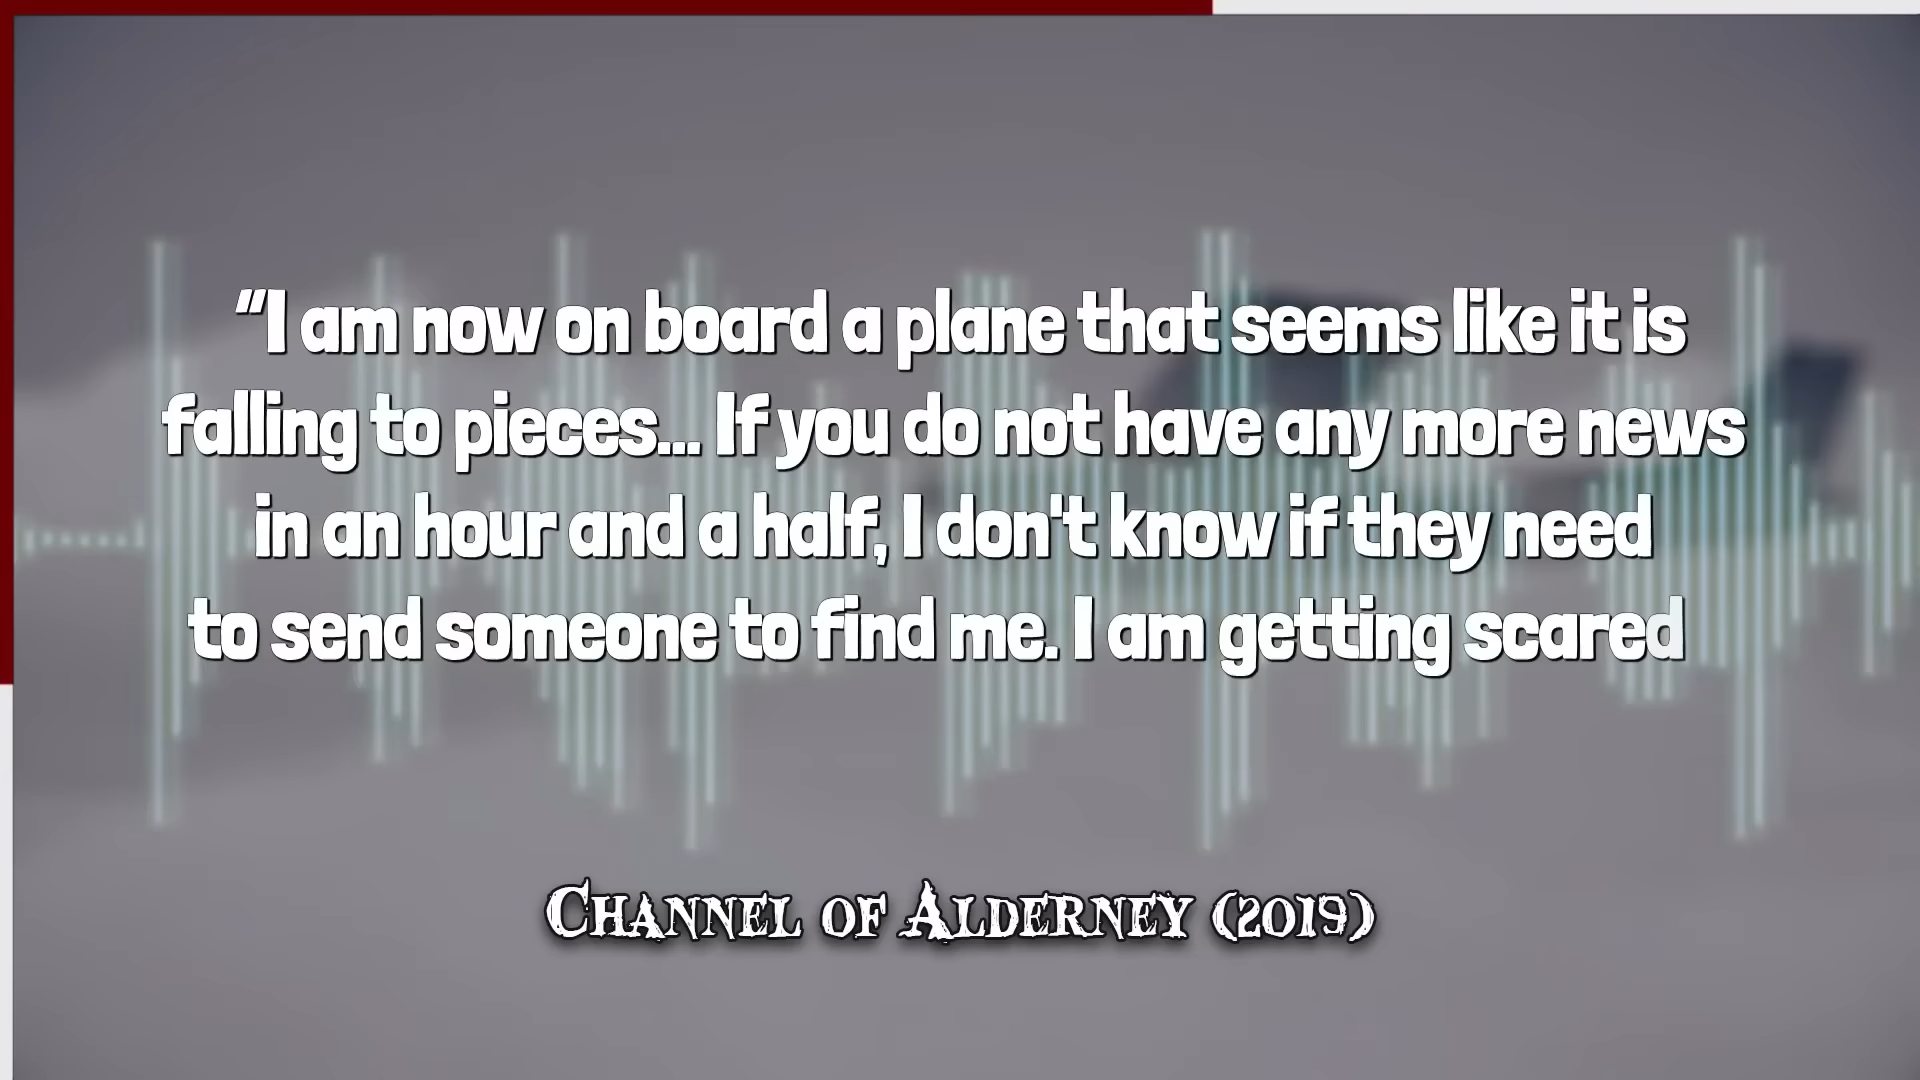 “I am now on board a plane that seems like it is
falling to pieces... If you do not have any more news
in an hour and a half, I don't know if they need
to send someone to find me. I am getting scared
Channel of Alderney (2019)